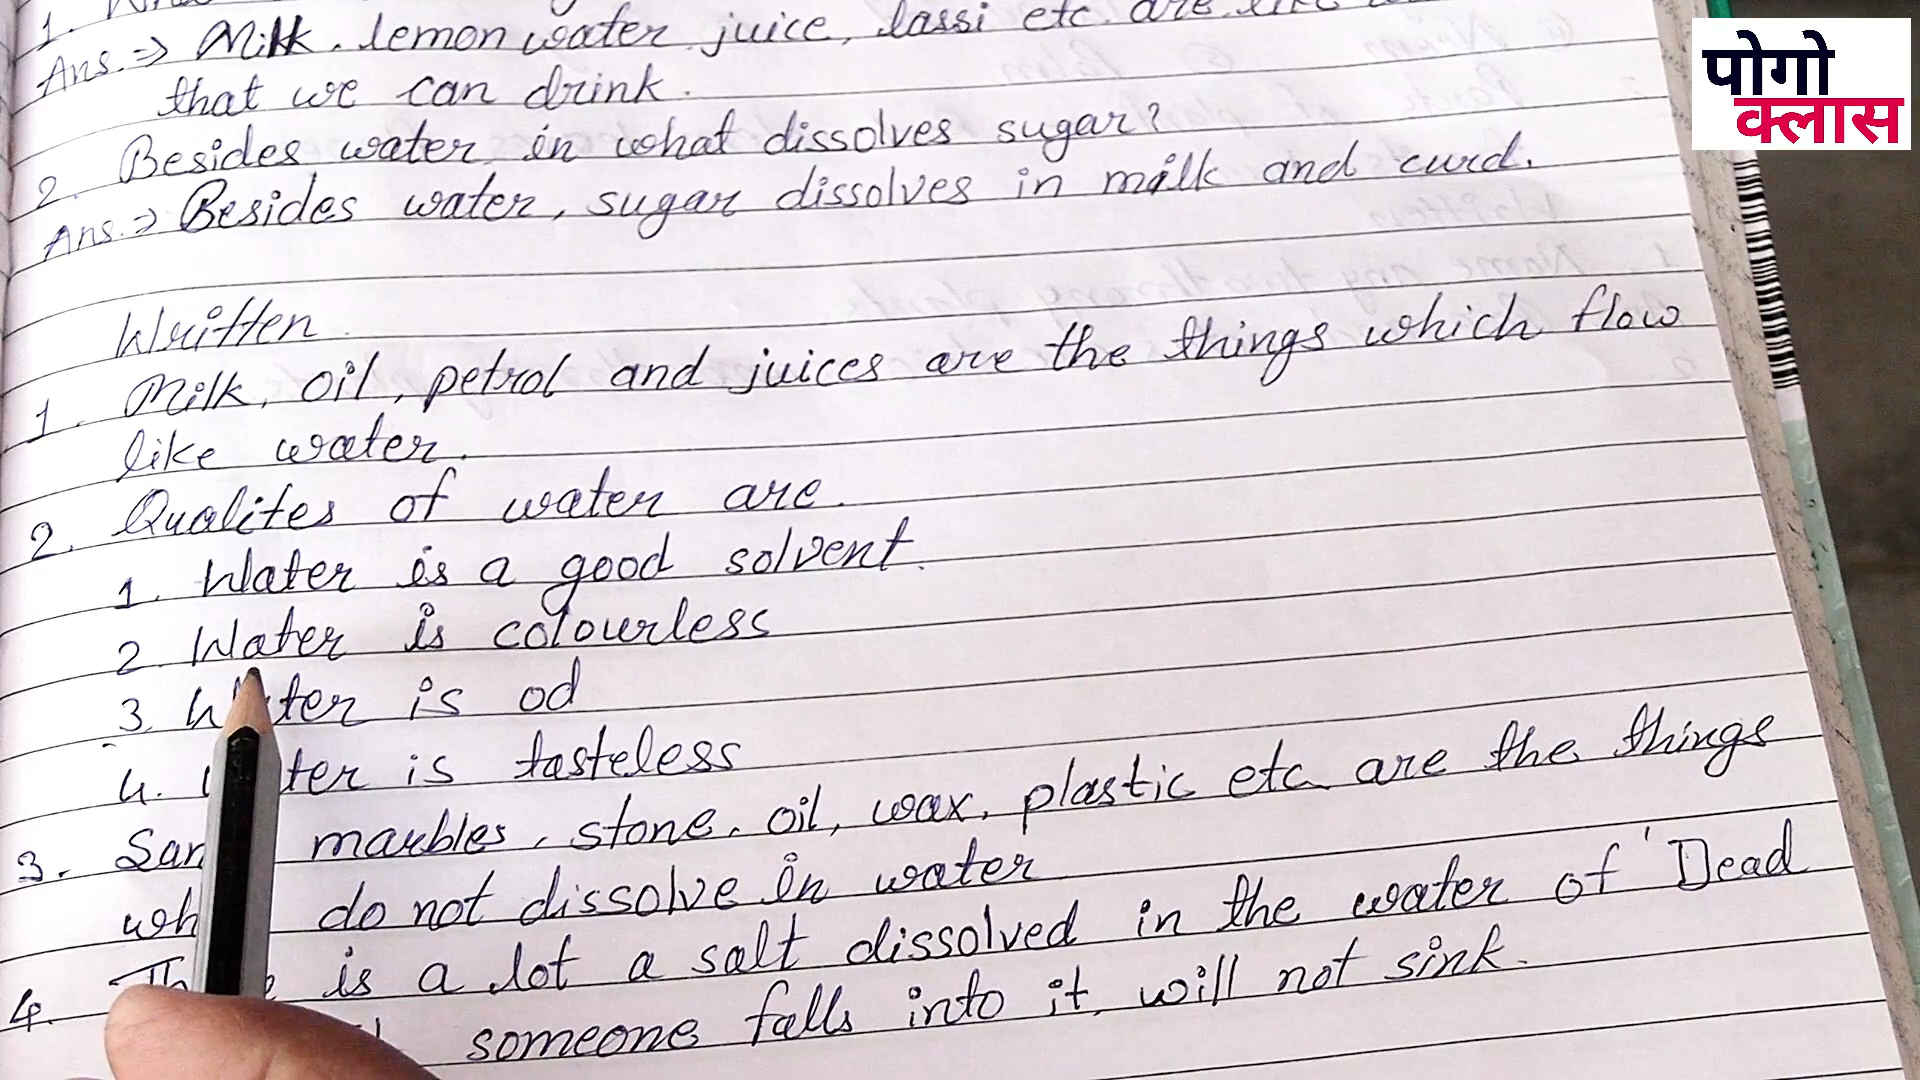 1.
Ans. ⇒ Milk, lemon water, juice, lassi etc. are like
that we can drink.
2. Besides water in what dissolves sugar?
Ans. ⇒ Besides water, sugar dissolves in milk and curd.
Written
1. Milk, oil, petrol and juices are the things which flow
like water.
2. Qualites of water are
1. Water is a good solvent.
2. Water is colourless
3. Water is od
4. Water is tasteless
3. marbles, stone, oil, wax, plastic etc. are the things
do not dissolve in water
4. is a lot a salt dissolved in the water of 'Dead
someone falls into it, will not sink.
पोगो
क्लास